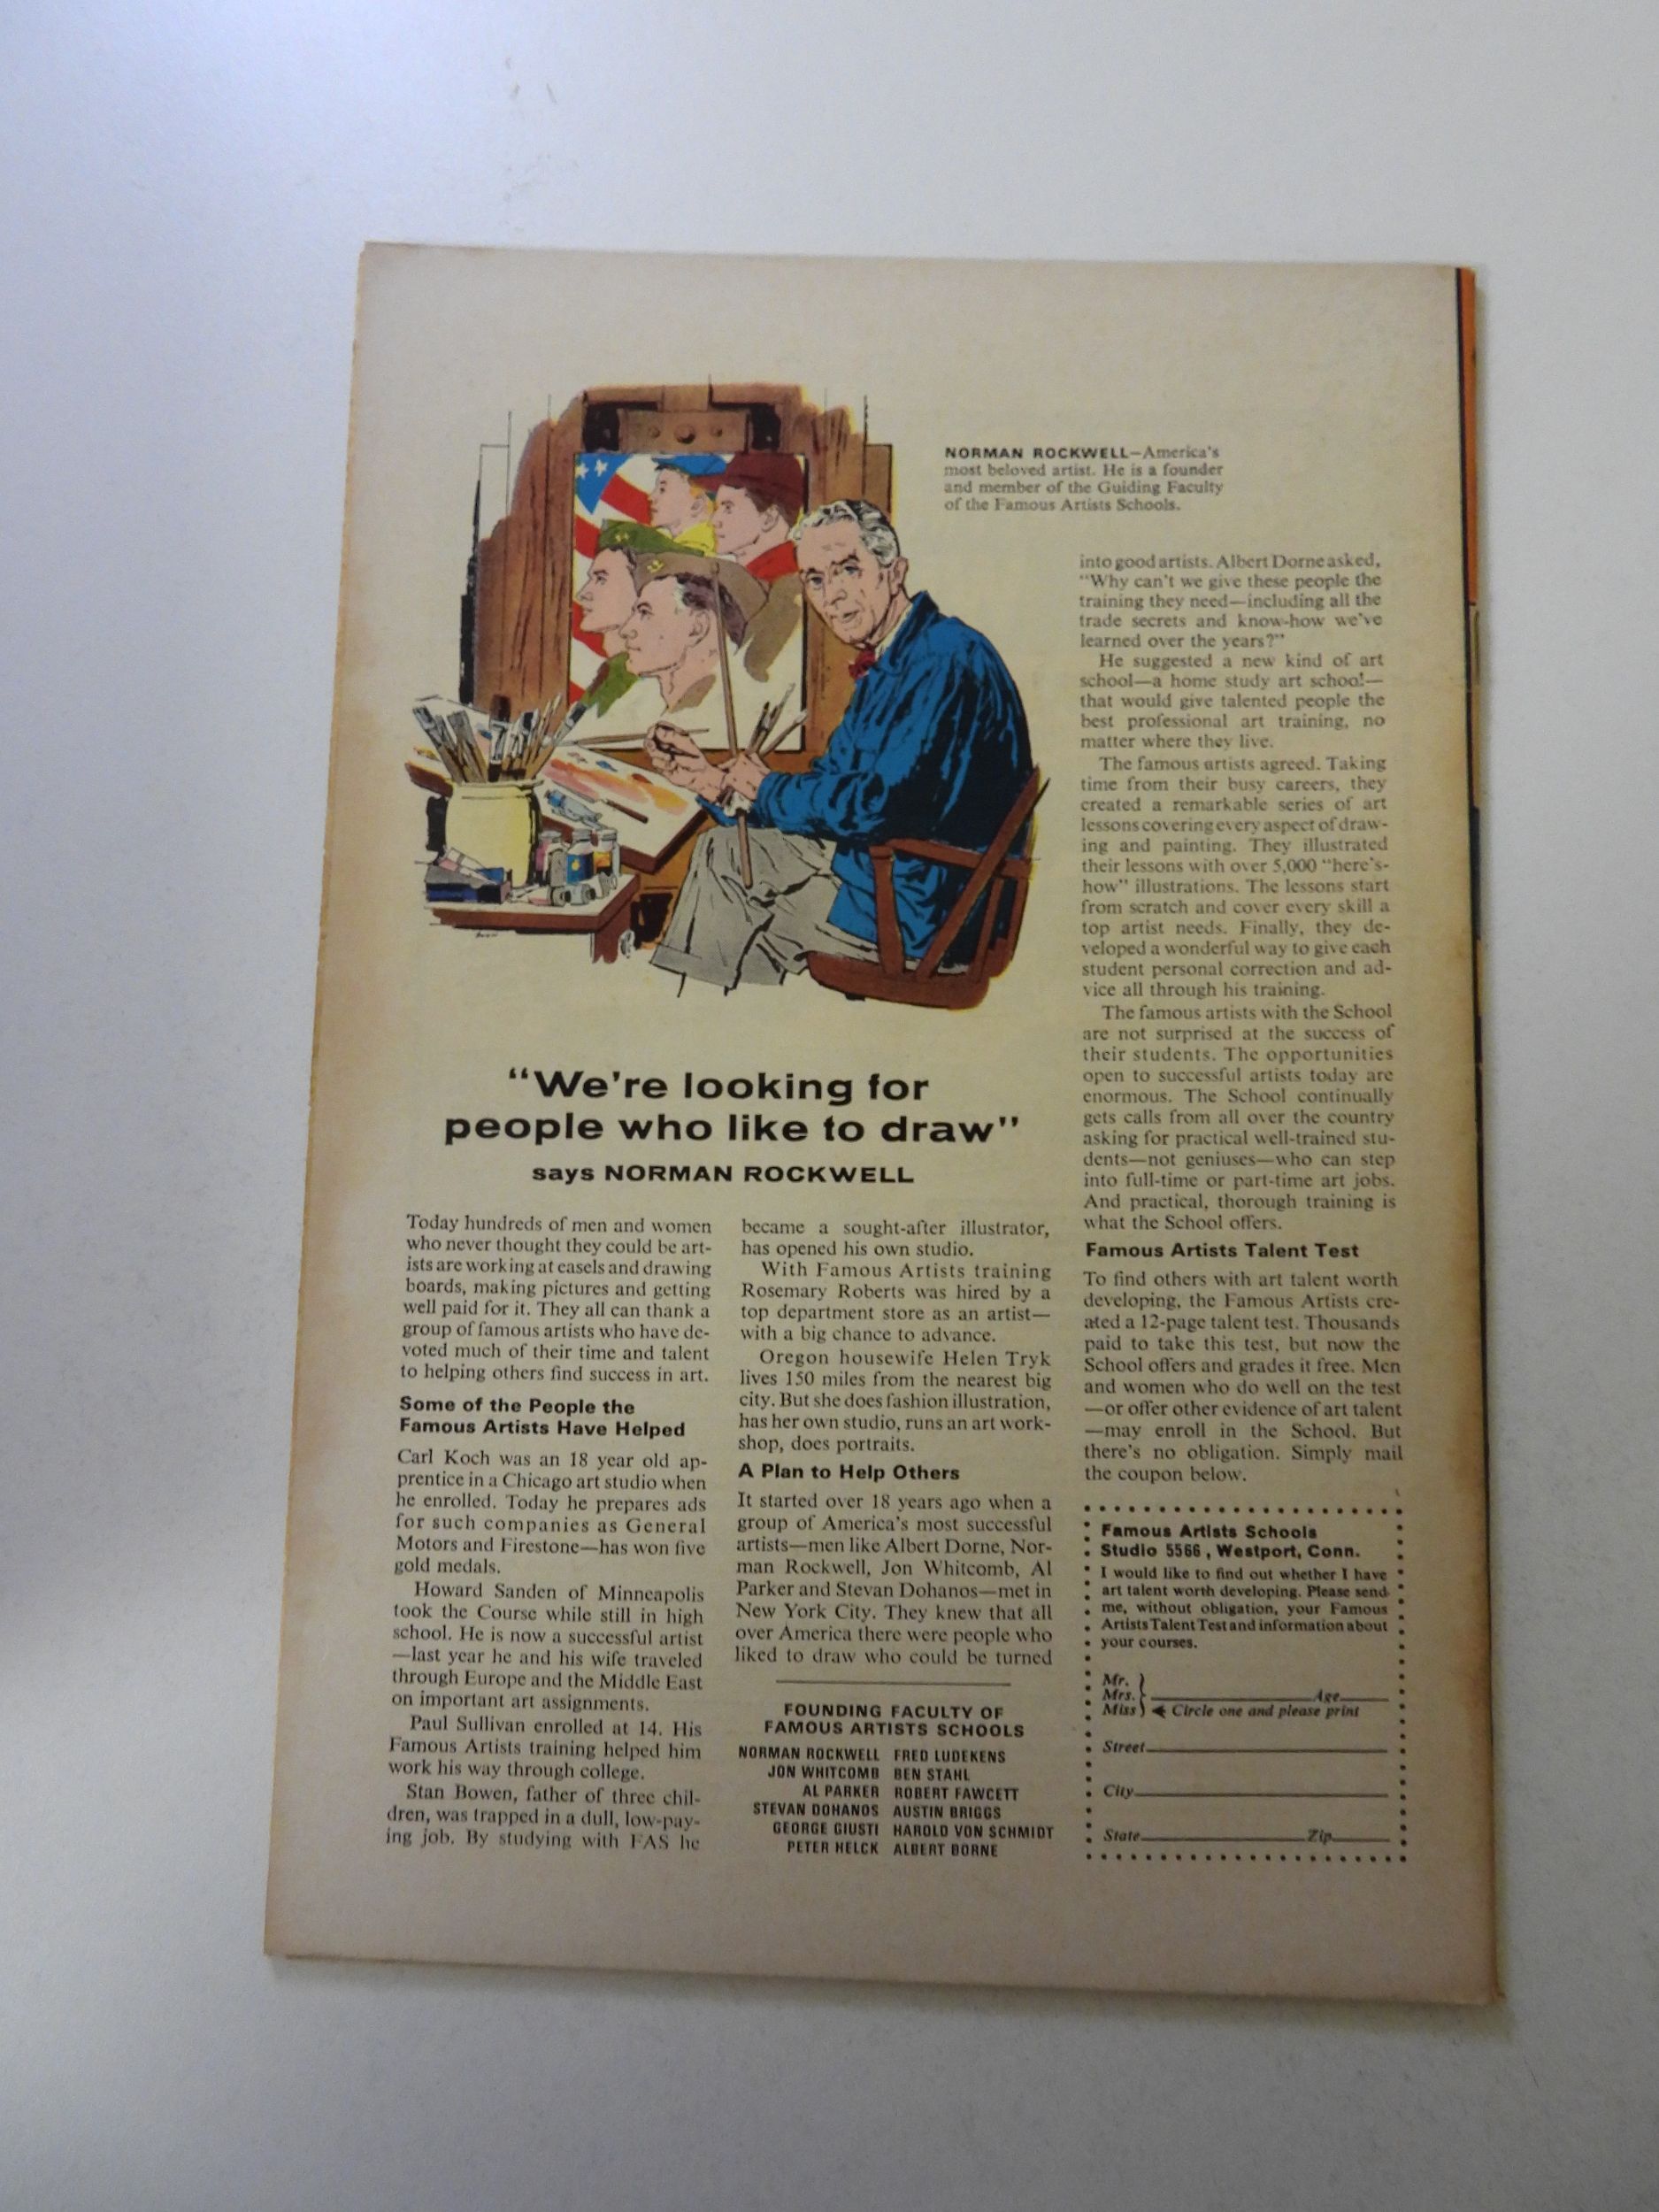 NORMAN ROCKWELL—America's
most beloved artist. He is a founder
and member of the Guiding Faculty
of the Famous Artists Schools.
"We're looking for
people who like to draw"
says NORMAN ROCKWELL
Today hundreds of men and women
who never thought they could be art-
ists are working at easels and drawing
boards, making pictures and getting
well paid for it. They all can thank a
group of famous artists who have de-
voted much of their time and talent
to helping others find success in art.
Some of the People the
Famous Artists Have Helped
Carl Koch was an 18 year old ap-
prentice in a Chicago art studio when
he enrolled. Today he prepares ads
for such companies as General
Motors and Firestone—has won five
gold medals.
Howard Sanden of Minneapolis
took the Course while still in high
school. He is now a successful artist
—last year he and his wife traveled
through Europe and the Middle East
on important art assignments.
Paul Sullivan enrolled at 14. His
Famous Artists training helped him
work his way through college.
Stan Bowen, father of three chil-
dren, was trapped in a dull, low-pay-
ing job. By studying with FAS he
became a sought-after illustrator,
has opened his own studio.
With Famous Artists training
Rosemary Roberts was hired by a
top department store as an artist—
with a big chance to advance.
Oregon housewife Helen Tryk
lives 150 miles from the nearest big
city. But she does fashion illustration,
has her own studio, runs an art work-
shop, does portraits.
A Plan to Help Others
It started over 18 years ago when a
group of America's most successful
artists—men like Albert Dorne, Nor-
man Rockwell, Jon Whitcomb, Al
Parker and Stevan Dohanos—met in
New York City. They knew that all
over America there were people who
liked to draw who could be turned
FOUNDING FACULTY OF
FAMOUS ARTISTS SCHOOLS
NORMAN ROCKWELL FRED LUDEKENS
JON WHITCOMB BEN STAHL
AL PARKER ROBERT FAWCETT
STEVAN DOHANOS AUSTIN BRIGGS
GEORGE GIUSTI HAROLD VON SCHMIDT
PETER HELCK ALBERT DORNE
into good artists. Albert Dorne asked,
"Why can't we give these people the
training they need—including all the
trade secrets and know-how we've
learned over the years?"
He suggested a new kind of art
school—a home study art school—
that would give talented people the
best professional art training, no
matter where they live.
The famous artists agreed. Taking
time from their busy careers, they
created a remarkable series of art
lessons covering every aspect of draw-
ing and painting. They illustrated
their lessons with over 5,000 "here's-
how" illustrations. The lessons start
from scratch and cover every skill a
top artist needs. Finally, they de-
veloped a wonderful way to give each
student personal correction and ad-
vice all through his training.
The famous artists with the School
are not surprised at the success of
their students. The opportunities
open to successful artists today are
enormous. The School continually
gets calls from all over the country
asking for practical well-trained stu-
dents—not geniuses—who can step
into full-time or part-time art jobs.
And practical, thorough training is
what the School offers.
Famous Artists Talent Test
To find others with art talent worth
developing, the Famous Artists cre-
ated a 12-page talent test. Thousands
paid to take this test, but now the
School offers and grades it free. Men
and women who do well on the test
—or offer other evidence of art talent
—may enroll in the School. But
there's no obligation. Simply mail
the coupon below.
Famous Artists Schools
Studio 5566, Westport, Conn.
I would like to find out whether I have
art talent worth developing. Please send
me, without obligation, your Famous
Artists Talent Test and information about
your courses.
Mr.
Mrs. Age
Miss Circle one and please print
Street
City
State Zip